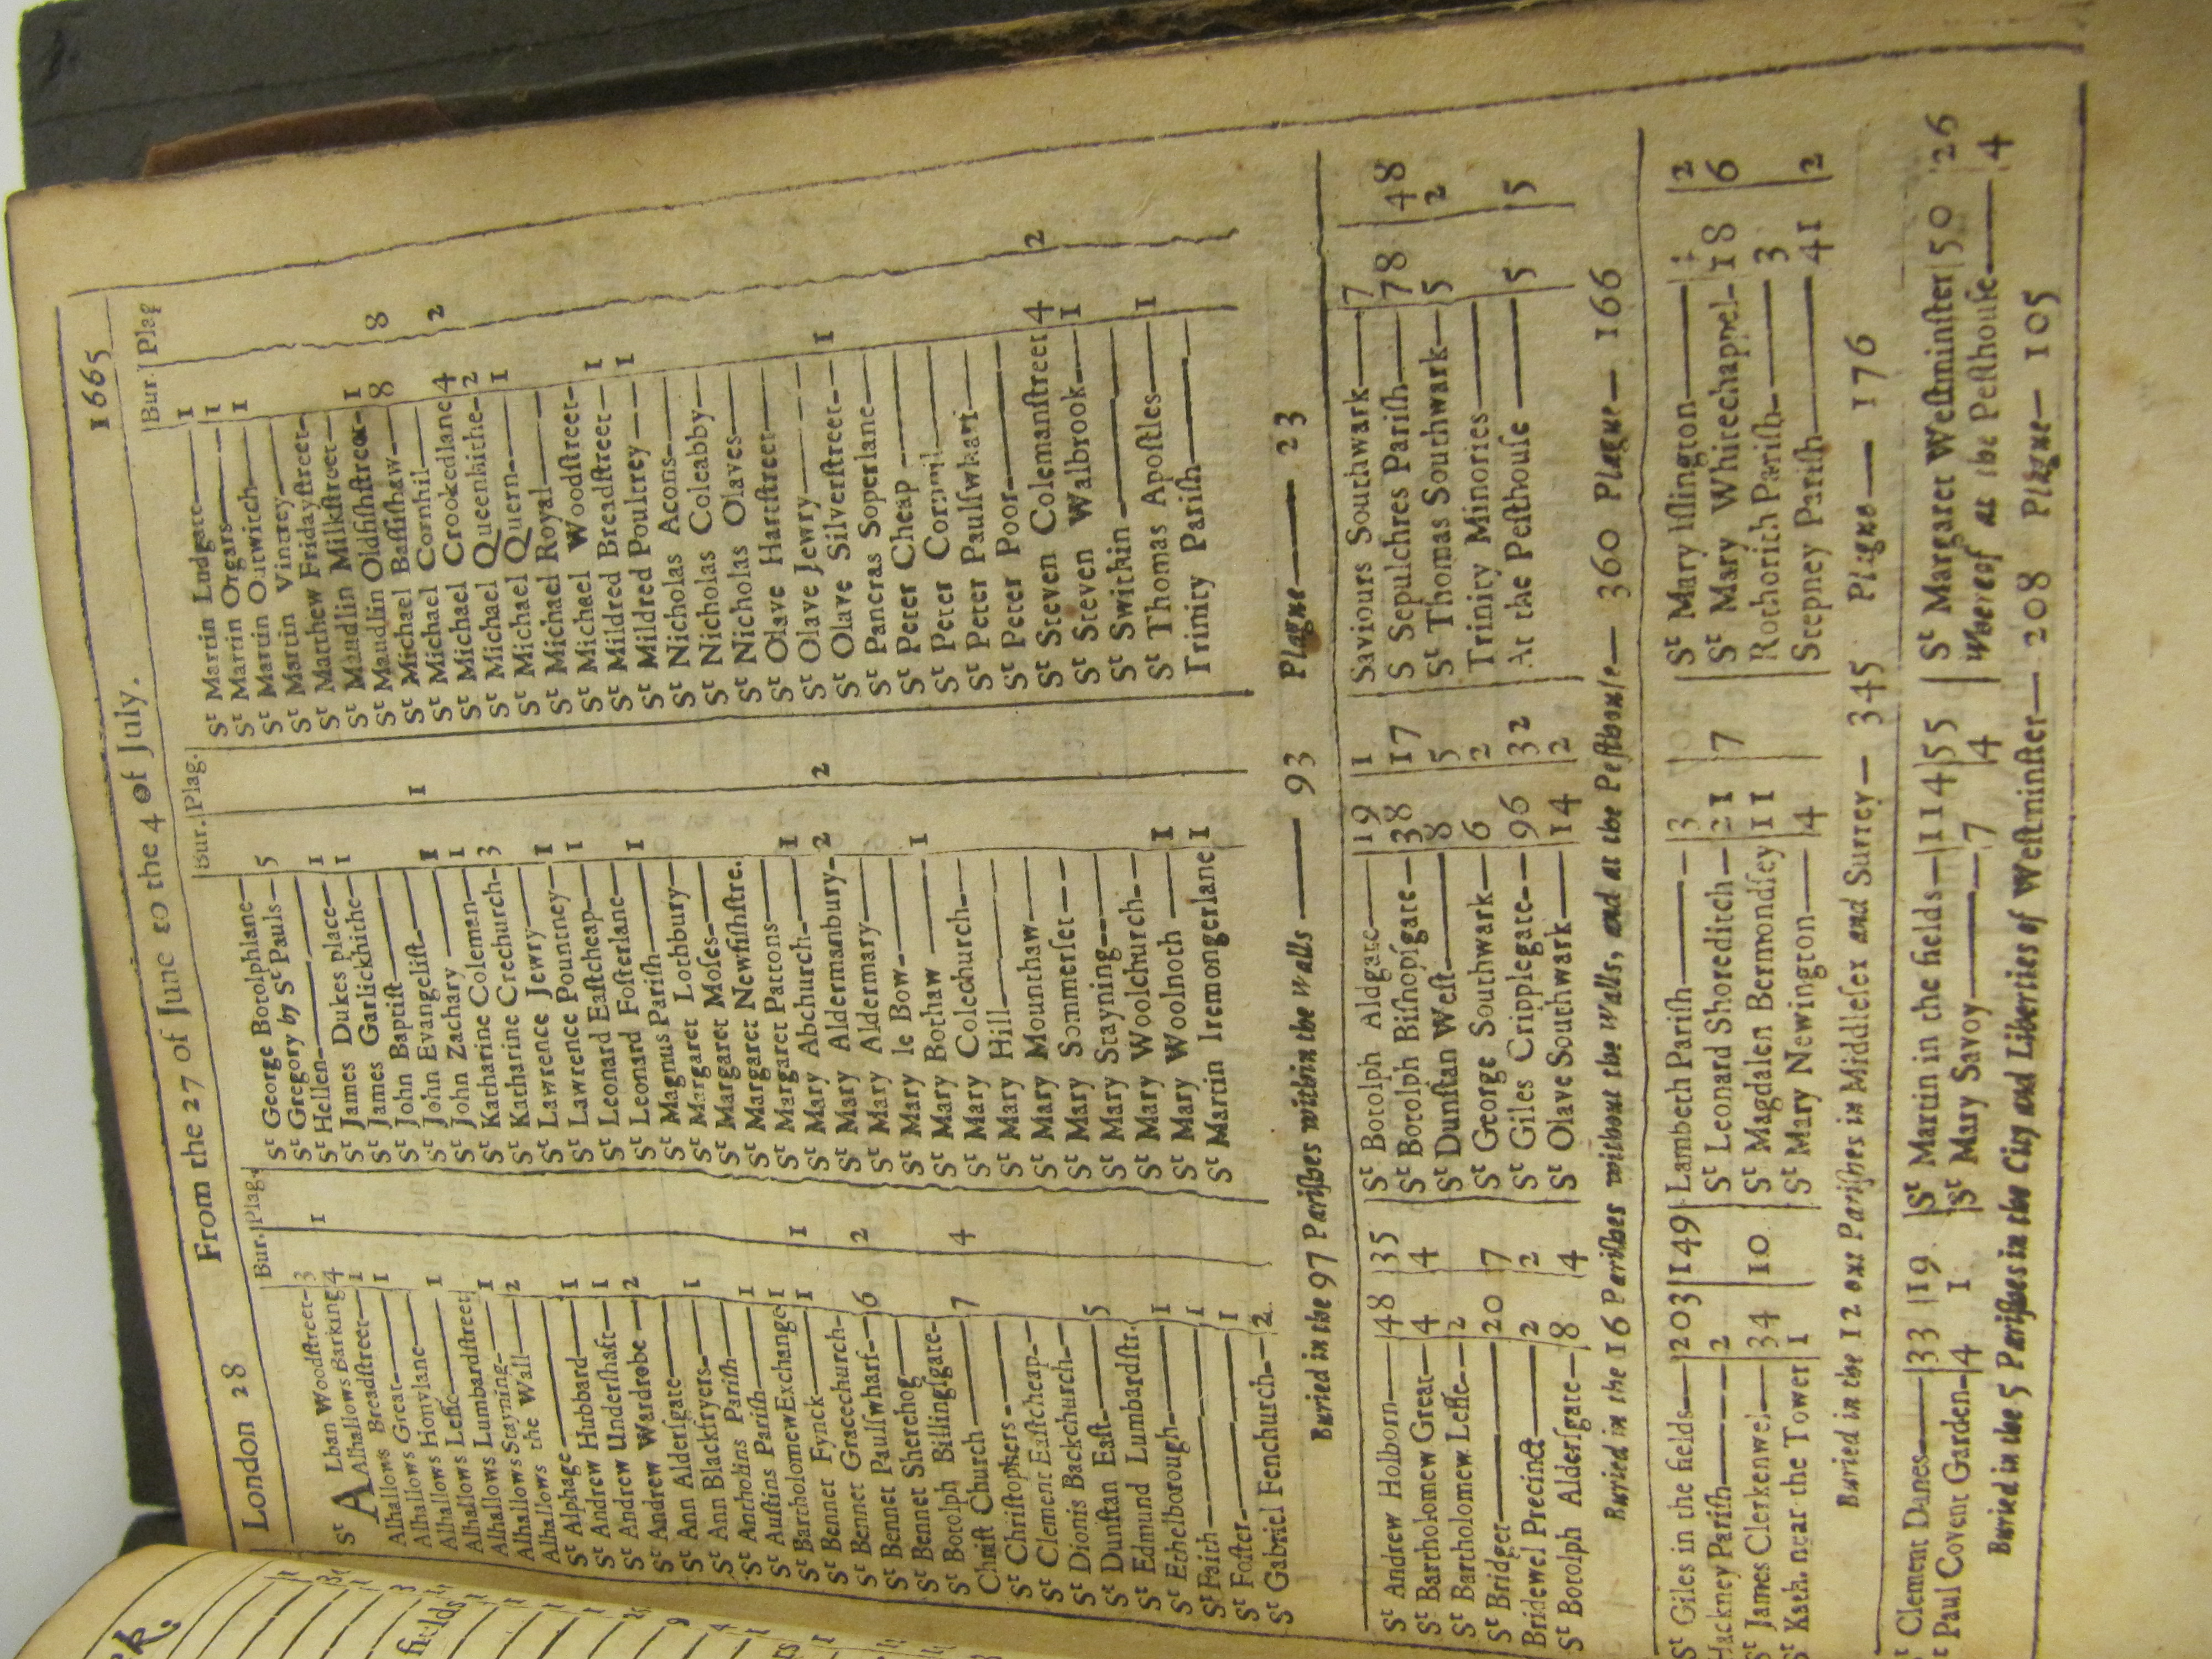 London 28 From the 27 of June to the 4 of July. 1665
Bur. Plag.
St ALban Woodſtreet 3 1
Alhallows Barking 4
Alhallows Breadſtreet 1
Alhallows Great 1
Alhallows Honylane
Alhallows Leſſe 1
Alhallows Lumbardſtreet
Alhallows Stayning 1
Alhallows the Wall 2
St Alphage
St Andrew Hubbard 1
St Andrew Underſhaft 1
St Andrew Wardrobe 2
St Ann Alderſgate
St Ann Blackfryers 1
St Antholins Pariſh
St Auſtins Pariſh 1
St Bartholomew Exchange 1 1
St Bennet Fynck 1
St Bennet Gracechurch
St Bennet Paulſwharf 6 2
St Bennet Sherehog
St Botolph Billingſgate
Chriſt Church 7 4
St Chriſtophers
St Clement Eaſtcheap
St Dionis Backchurch
St Dunſtan Eaſt 5
St Edmund Lumbardſtr.
St Ethelborough 1
St Faith 1
St Foſter 1
St Gabriel Fenchurch 2
Bur. Plag.
St George Botolphlane
St Gregory by St Pauls 5
St Hellen
St James Dukes place 1
St James Garlickhithe 1
St John Baptiſt
St John Evangeliſt 1
St John Zachary 1
St Katharine Coleman 1
St Katharine Crechurch 3
St Lawrence Jewry
St Lawrence Pountney 1
St Leonard Eaſtcheap 1
St Leonard Foſterlane
St Magnus Pariſh 1
St Margaret Lothbury
St Margaret Moſes
St Margaret Newfiſhſtre.
St Margaret Pattons
St Mary Abchurch 1
St Mary Aldermanbury 2 2
St Mary Aldermary
St Mary le Bow
St Mary Bothaw 1
St Mary Colechurch
St Mary Hill
St Mary Mounthaw
St Mary Sommerſet
St Mary Stayning
St Mary Woolchurch
St Mary Woolnoth 1
St Martin Iremongerlane 1
Bur. Plag
St Martin Ludgate 1
St Martin Orgars 1
St Martin Outwitch 1
St Martin Vintrey
St Matthew Fridayſtreet
St Maudlin Milkſtreet
St Maudlin Oldfiſhſtreet 1
St Michael Baſſiſhaw 8 8
St Michael Cornhil
St Michael Crookedlane 4 2
St Michael Queenhithe 2
St Michael Quern 1
St Michael Royal
St Michael Woodſtreet
St Mildred Breadſtreet 1
St Mildred Poultrey 1
St Nicholas Acons
St Nicholas Coleabby
St Nicholas Olaves
St Olave Hartſtreet
St Olave Jewry
St Olave Silverſtreet 1
St Pancras Soperlane
St Peter Cheap
St Peter Cornhil
St Peter Paulſwharf
St Peter Poor
St Steven Colemanſtreet 4 2
St Steven Walbrook 1
St Swithin
St Thomas Apoſtles 1
Trinity Pariſh
Buried in the 97 Pariſhes within the Walls 93 Plague 23
St Andrew Holborn 48 35
St Bartholomew Great 4 4
St Bartholomew Leſſe 2
St Bridget 20 7
Bridewel Precinct 2 2
St Botolph Alderſgate 8 4
St Botolph Aldgate 19 1
St Botolph Biſhopſgate 38 17
St Dunſtan Weſt 8 5
St George Southwark 6 2
St Giles Cripplegate 96 32
St Olave Southwark 14 2
Saviours Southwark 7
S Sepulchres Pariſh 78 48
St Thomas Southwark 5 2
Trinity Minories
At the Peſthouſe 5 5
Buried in the 16 Pariſhes without the Walls, and at the Peſthouſe 360 Plague 166
St Giles in the fields 203 149
Hackney Pariſh 2
St James Clerkenwel 34 10
St Kath. near the Tower 1
Lambeth Pariſh 3
St Leonard Shoreditch 21 7
St Magdalen Bermondſey 11
St Mary Newington 4
St Mary Iſlington 2
St Mary Whitechappel 18 6
Rothorith Pariſh 3
Stepney Pariſh 41 2
Buried in the 12 out Pariſhes in Middleſex and Surrey 345 Plague 176
St Clement Danes 33 19
St Paul Covent Garden 4 1
St Martin in the fields 114 55
St Mary Savoy 7 4
St Margaret Weſtminſter 50 26
Whereof at the Peſthouſe 4
Buried in the 5 Pariſhes in the City and Liberties of Weſtminſter 208 Plague 105
fields